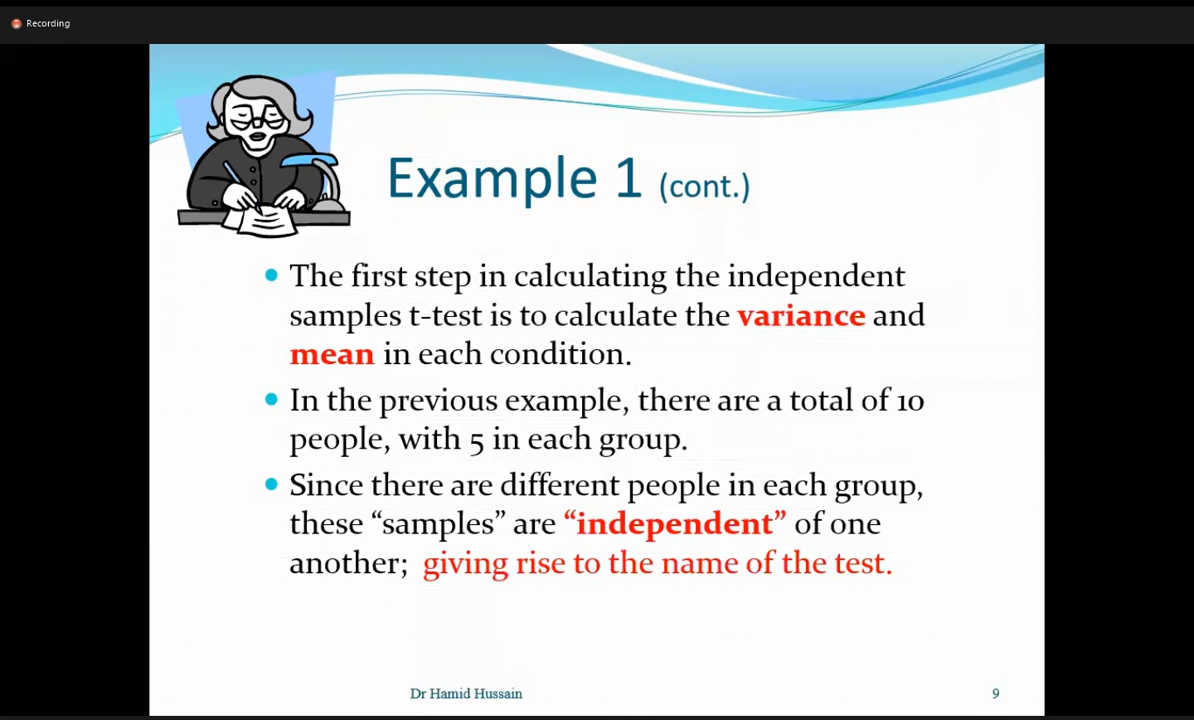 Recording
Example 1 (cont.)
The first step in calculating the independent
samples t-test is to calculate the variance and
mean in each condition.
In the previous example, there are a total of 10
people, with 5 in each group.
Since there are different people in each group,
these “samples” are “independent” of one
another; giving rise to the name of the test.
Dr Hamid Hussain
9